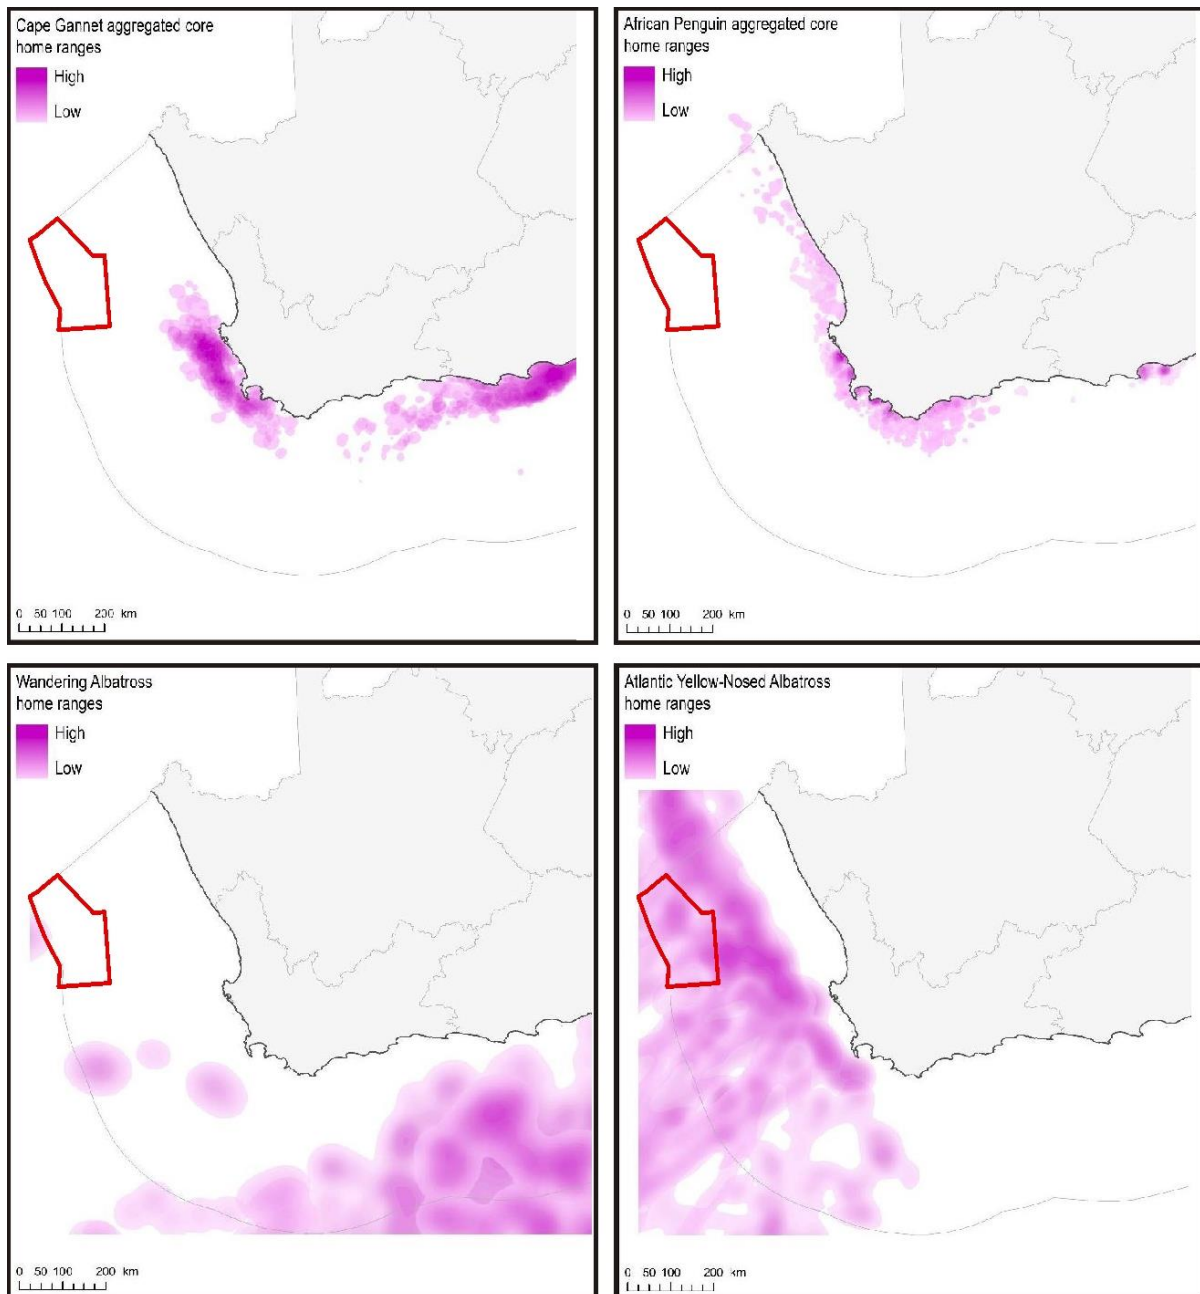 Cape Gannet aggregated core
home ranges
High
Low
0 50 100 200 km
African Penguin aggregated core
home ranges
High
Low
0 50 100 200 km
Wandering Albatross
home ranges
High
Low
0 50 100 200 km
Atlantic Yellow-Nosed Albatross
home ranges
High
Low
0 50 100 200 km